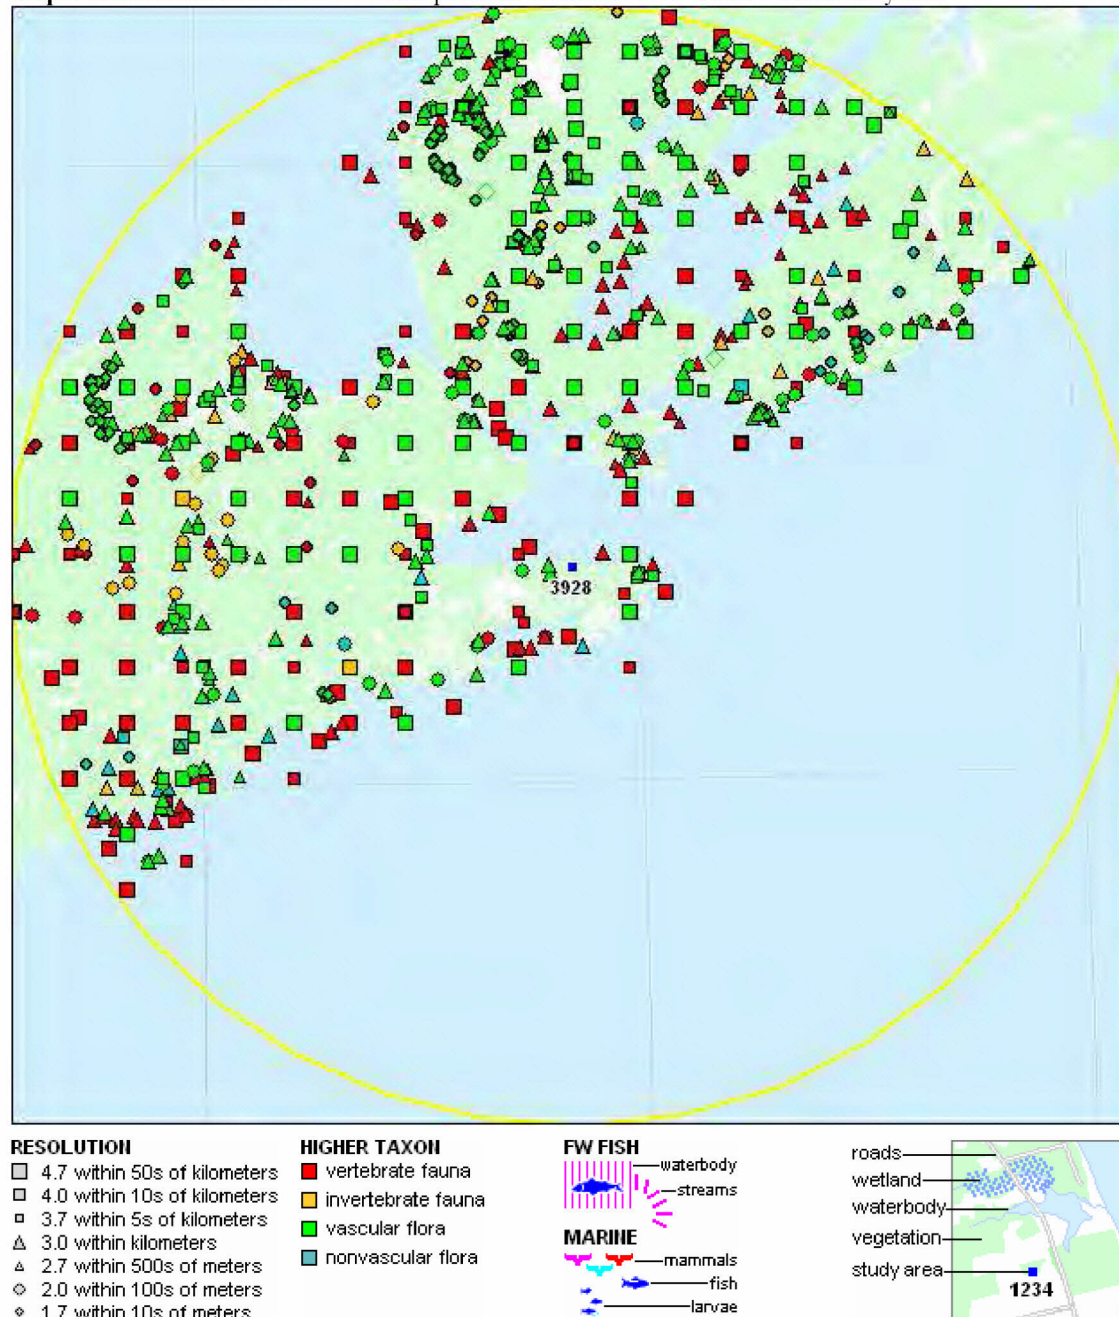 3928
RESOLUTION
4.7 within 50s of kilometers
4.0 within 10s of kilometers
3.7 within 5s of kilometers
3.0 within kilometers
2.7 within 500s of meters
2.0 within 100s of meters
1.7 within 10s of meters
HIGHER TAXON
vertebrate fauna
invertebrate fauna
vascular flora
nonvascular flora
FW FISH
waterbody
streams
MARINE
mammals
fish
larvae
roads
wetland
waterbody
vegetation
study area
1234